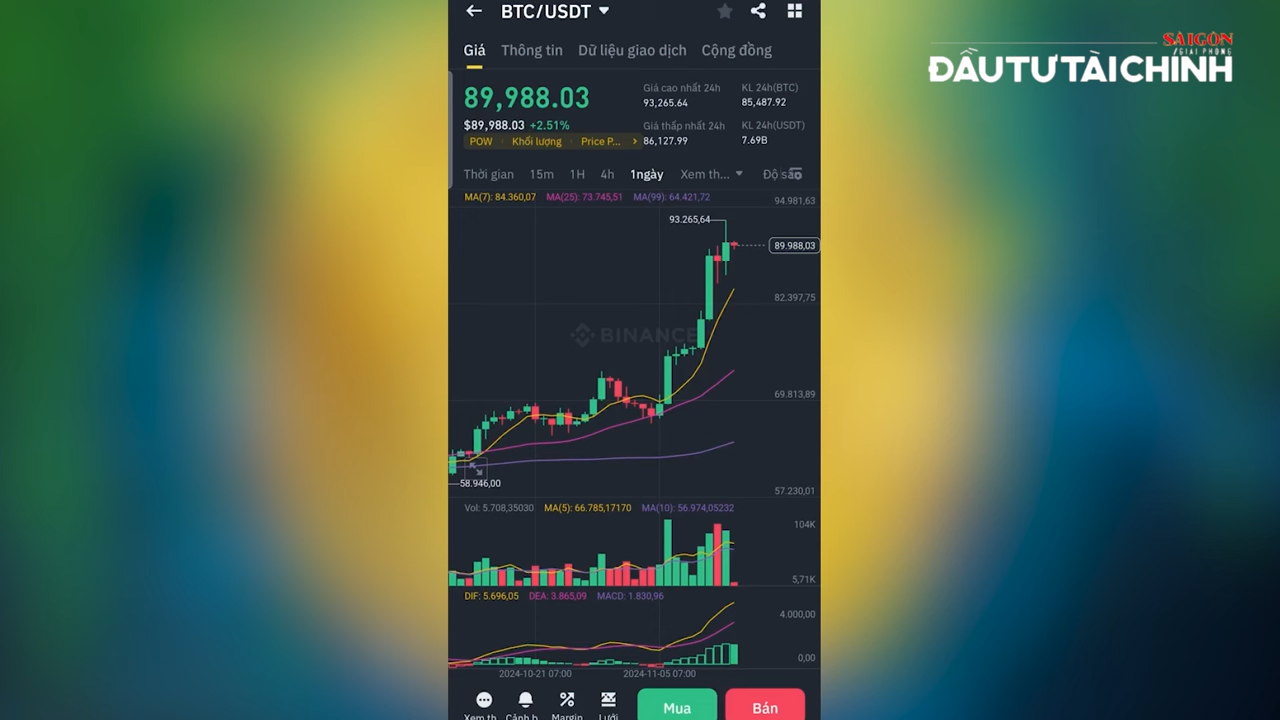 BTC/USDT
SÀI GÒN
GIẢI PHÓNG
ĐẦU TƯ TÀI CHÍNH
Giá Thông tin Dữ liệu giao dịch Cộng đồng
89,988.03
$89,988.03 +2.51%
POW Khối lượng Price P...
Giá cao nhất 24h
93,265.64
KL 24h(BTC)
85,487.92
Giá thấp nhất 24h
86,127.99
KL 24h(USDT)
7.69B
Thời gian 15m 1H 4h 1ngày Xem th... Độ
MA(7): 84.360,07 MA(25): 73.745,51 MA(99): 64.421,72
94.981,63
93.265,64
89.988,03
82.397,75
BINANCE
69.813,89
58.946,00
57.230,01
Vol: 5.708,35030 MA(5): 66.785,17170 MA(10): 56.974,05232
104K
5,71K
DIF: 5.696,05 DEA: 3.865,09 MACD: 1.830,96
4.000,00
0,00
2024-10-21 07:00 2024-11-05 07:00
Xem th Cảnh b Margin Lưới
Mua Bán